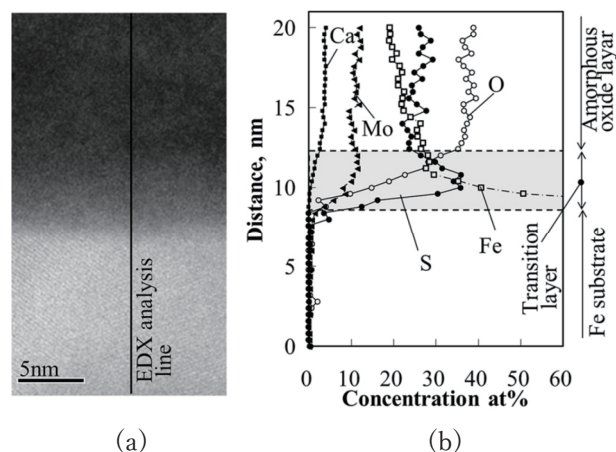 5nm
EDX analysis
line
(a)
Distance, nm
20
15
10
5
0
Ca
Mo
O
S
Fe
0
10
20
30
40
50
60
Concentration at%
Amorphous
oxide layar
Transition
layer
Fe substrate
(b)